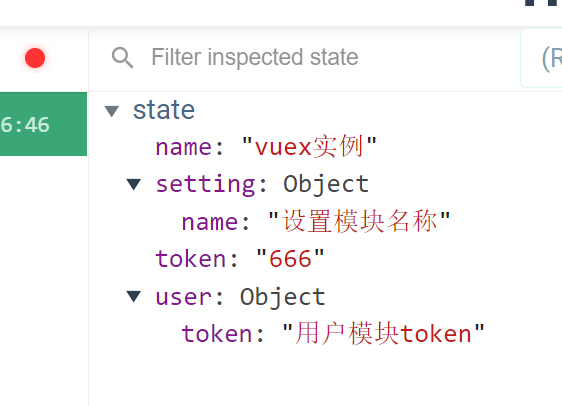 Filter inspected state
(R
6:46
state
name: "vuex实例"
setting: Object
name: "设置模块名称"
token: "666"
user: Object
token: "用户模块token"